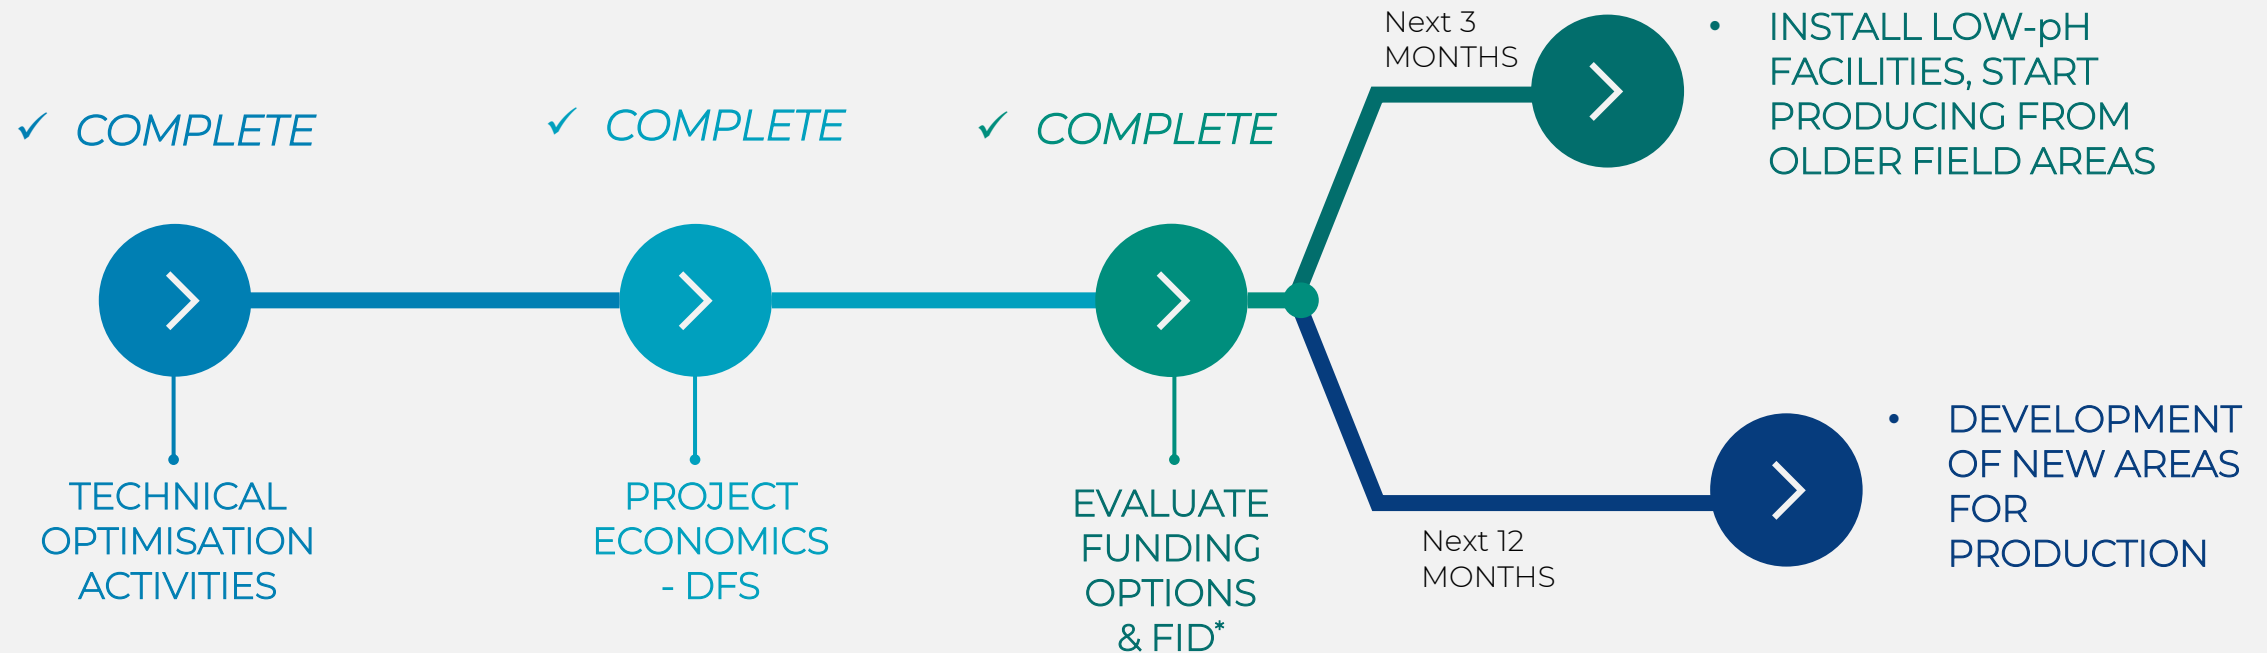 ✓ COMPLETE
TECHNICAL
OPTIMISATION
ACTIVITIES
✓ COMPLETE
PROJECT
ECONOMICS
- DFS
✓ COMPLETE
EVALUATE
FUNDING
OPTIONS
& FID*
Next 3
MONTHS
• INSTALL LOW-pH
FACILITIES, START
PRODUCING FROM
OLDER FIELD AREAS
Next 12
MONTHS
• DEVELOPMENT
OF NEW AREAS
FOR
PRODUCTION